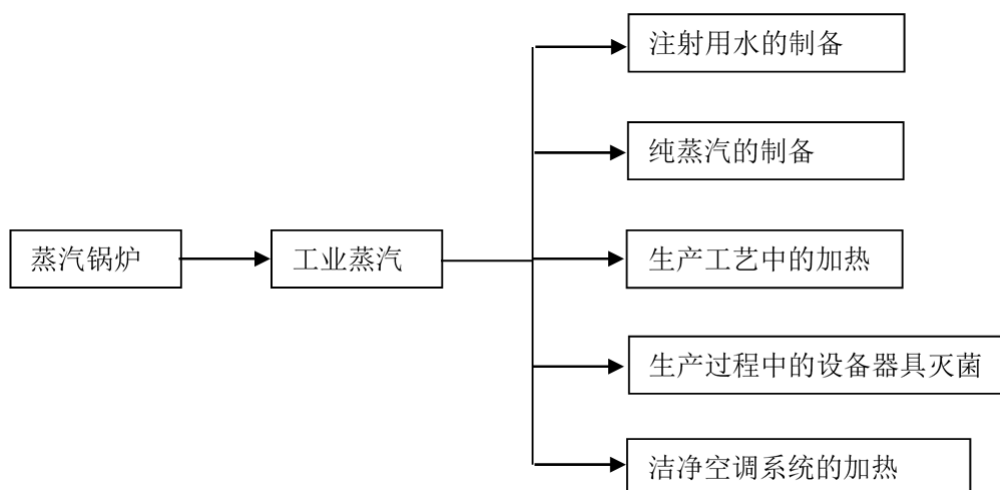 注射用水的制备
纯蒸汽的制备
蒸汽锅炉
工业蒸汽
生产工艺中的加热
生产过程中的设备器具灭菌
洁净空调系统的加热